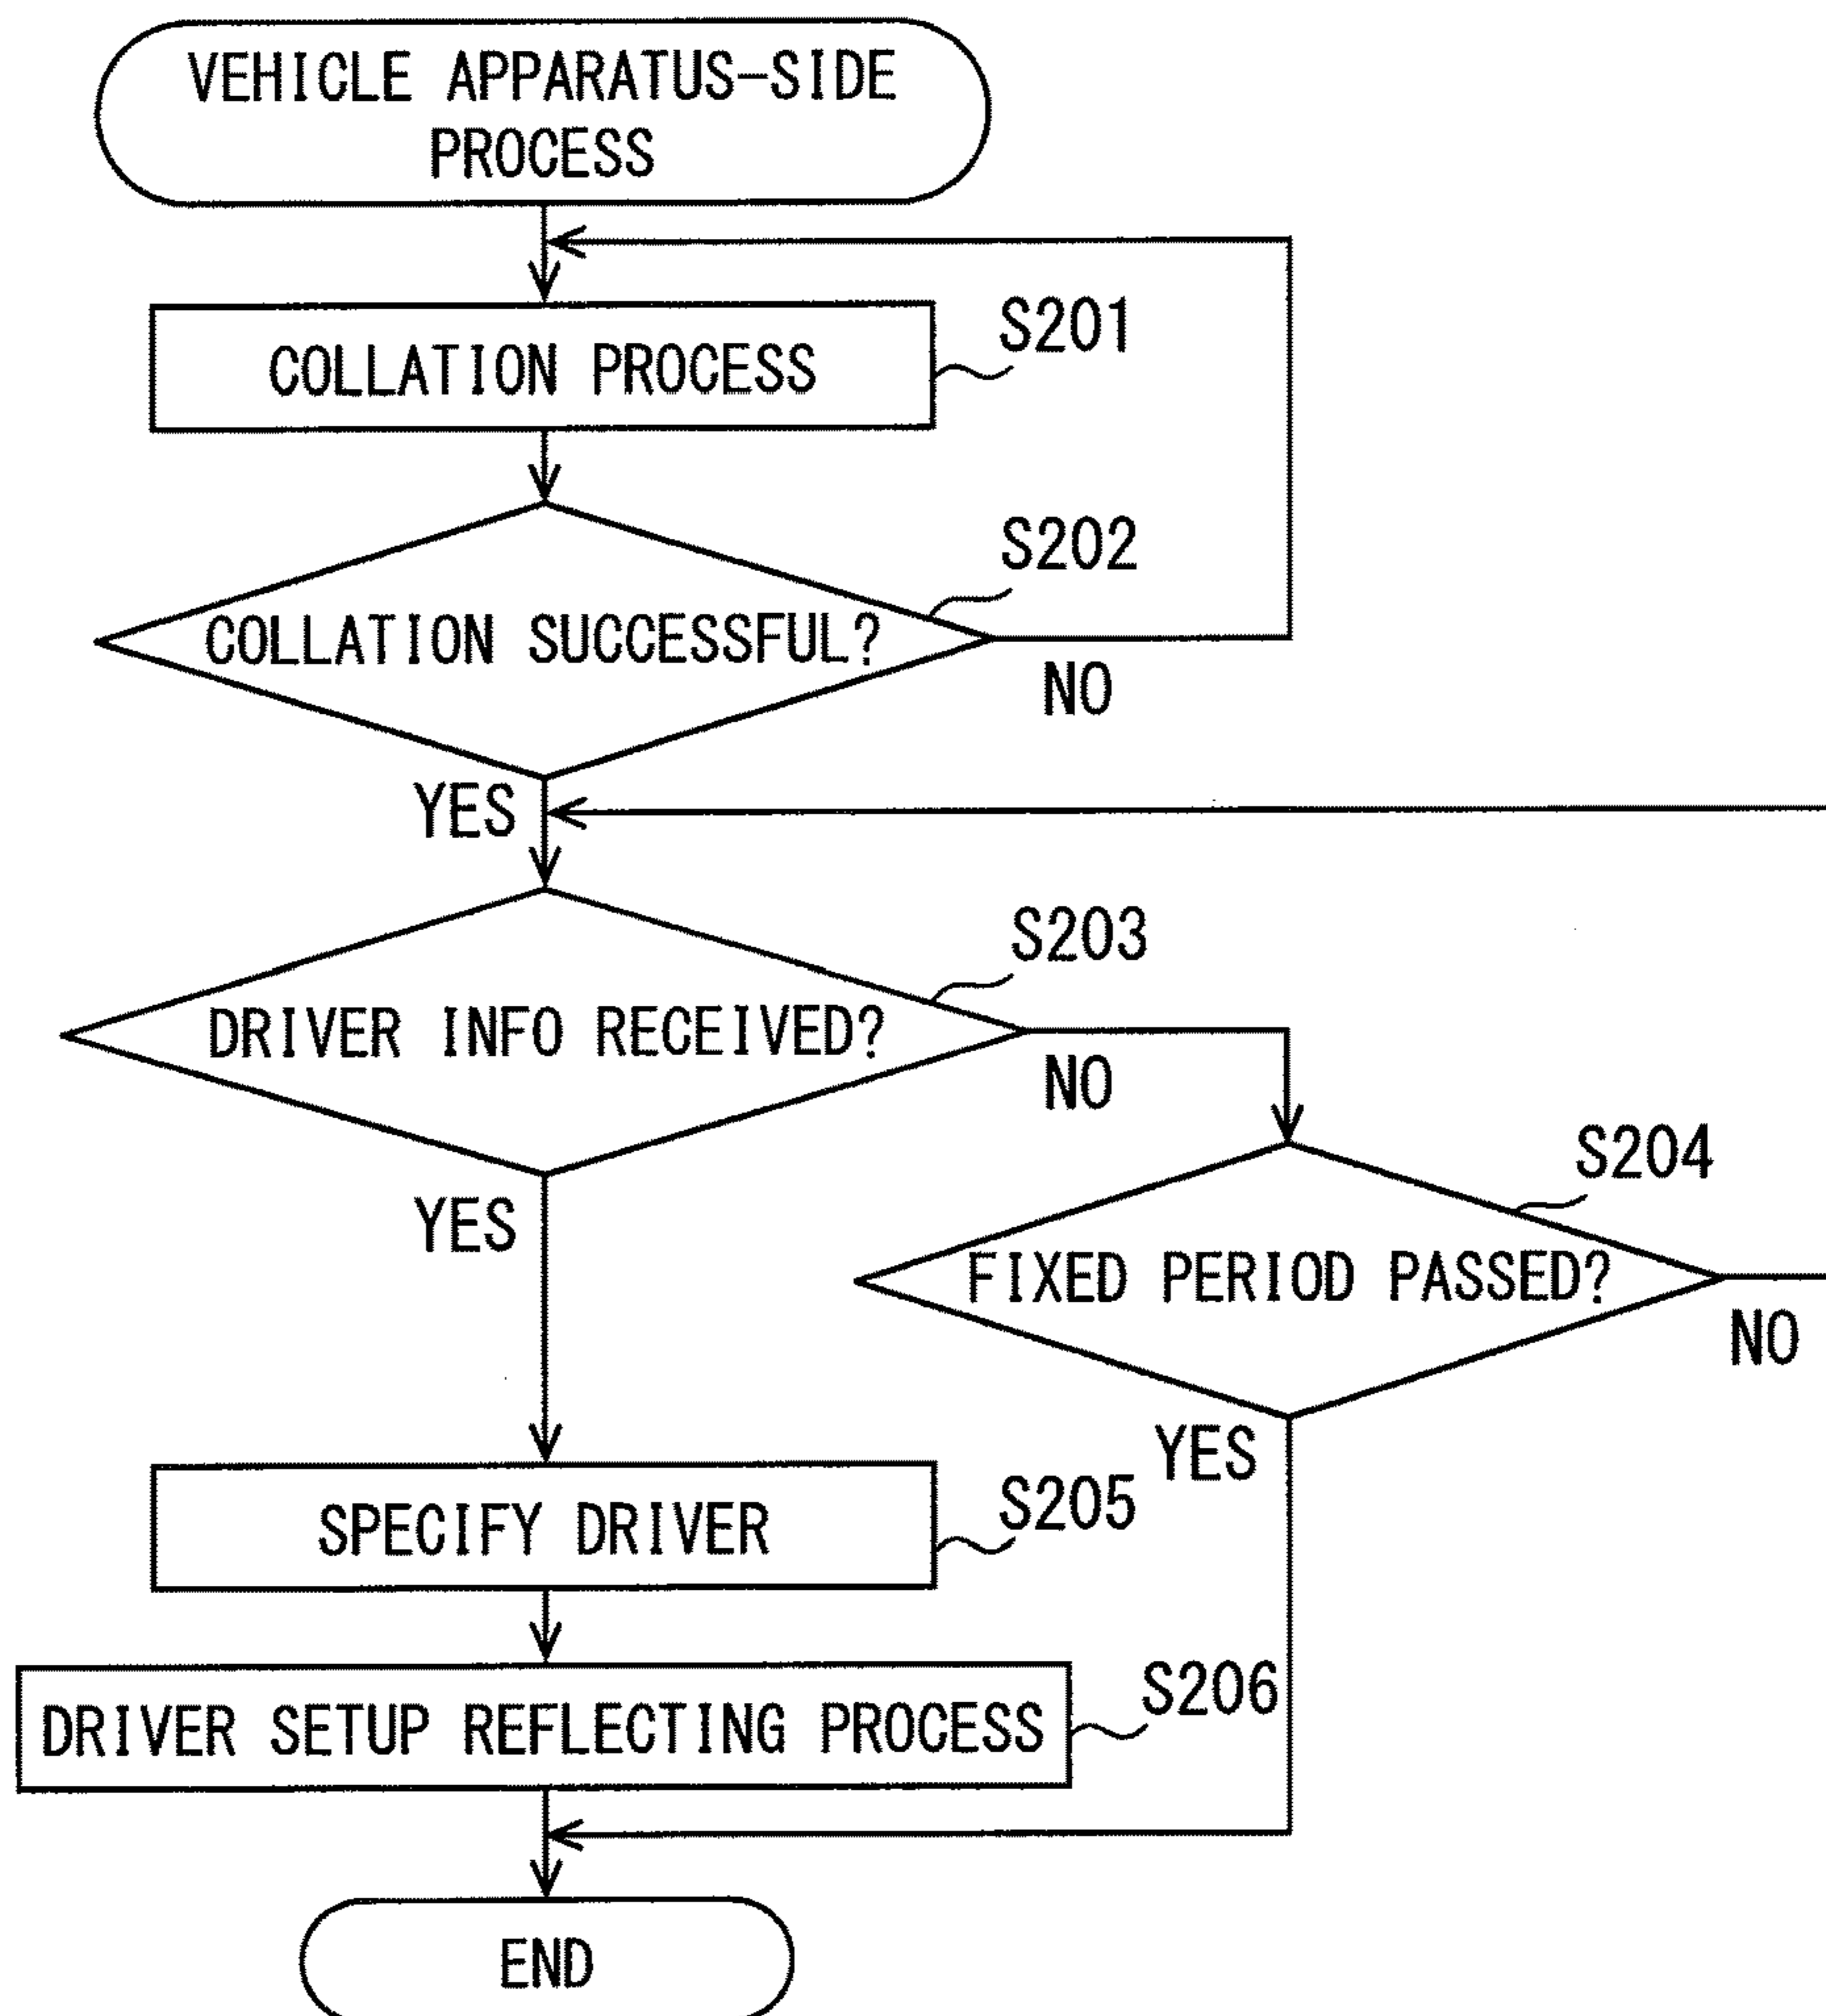 VEHICLE APPARATUS-SIDE
PROCESS
COLLATION PROCESS
S201
COLLATION SUCCESSFUL?
S202
NO
YES
DRIVER INFO RECEIVED?
S203
NO
YES
FIXED PERIOD PASSED?
S204
NO
YES
SPECIFY DRIVER
S205
DRIVER SETUP REFLECTING PROCESS
S206
END